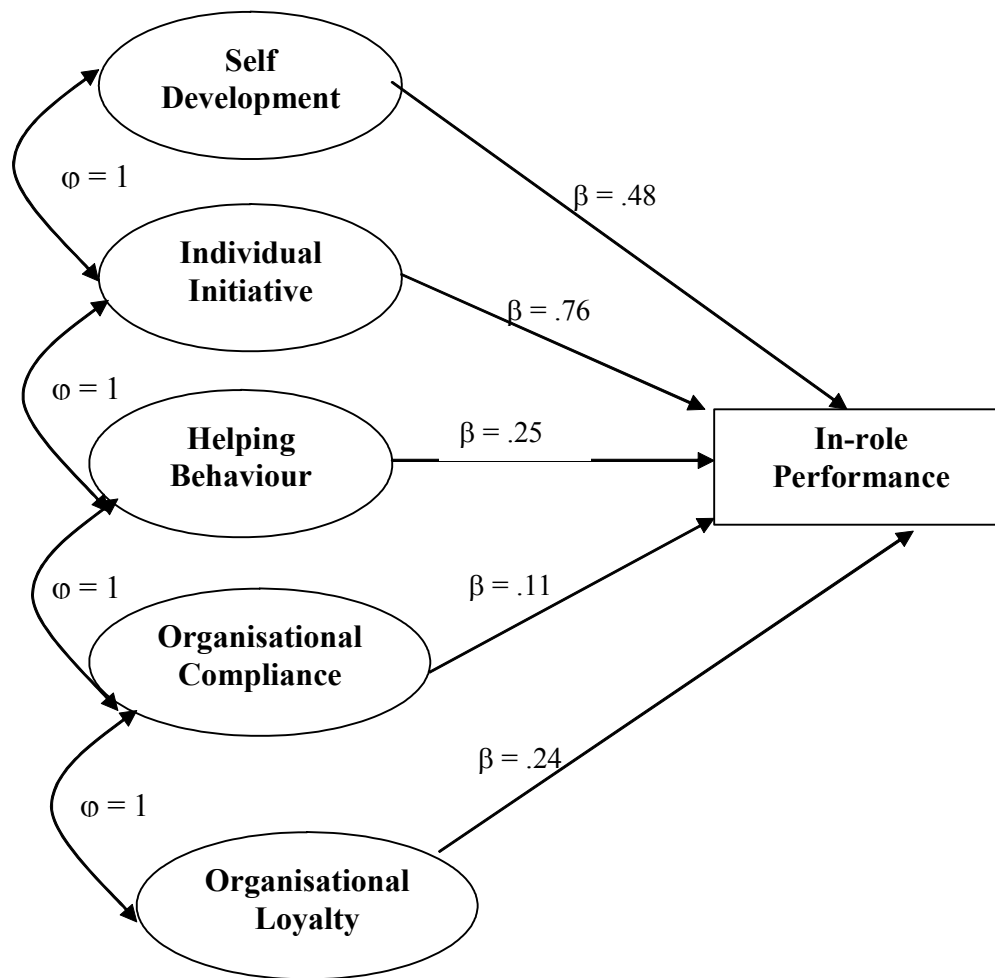 Self
Development
φ = 1
β = .48
Individual
Initiative
β = .76
φ = 1
Helping
Behaviour
β = .25
In-role
Performance
φ = 1
β = .11
Organisational
Compliance
β = .24
φ = 1
Organisational
Loyalty